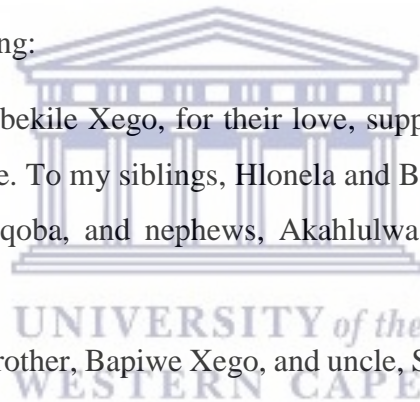 ng:
bekile Xego, for their love, supp
e. To my siblings, Hlonela and B
qoba, and nephews, Akahlulwa
UNIVERSITY of the
rother, Bapiwe Xego, and uncle, S
WESTERN CAPE